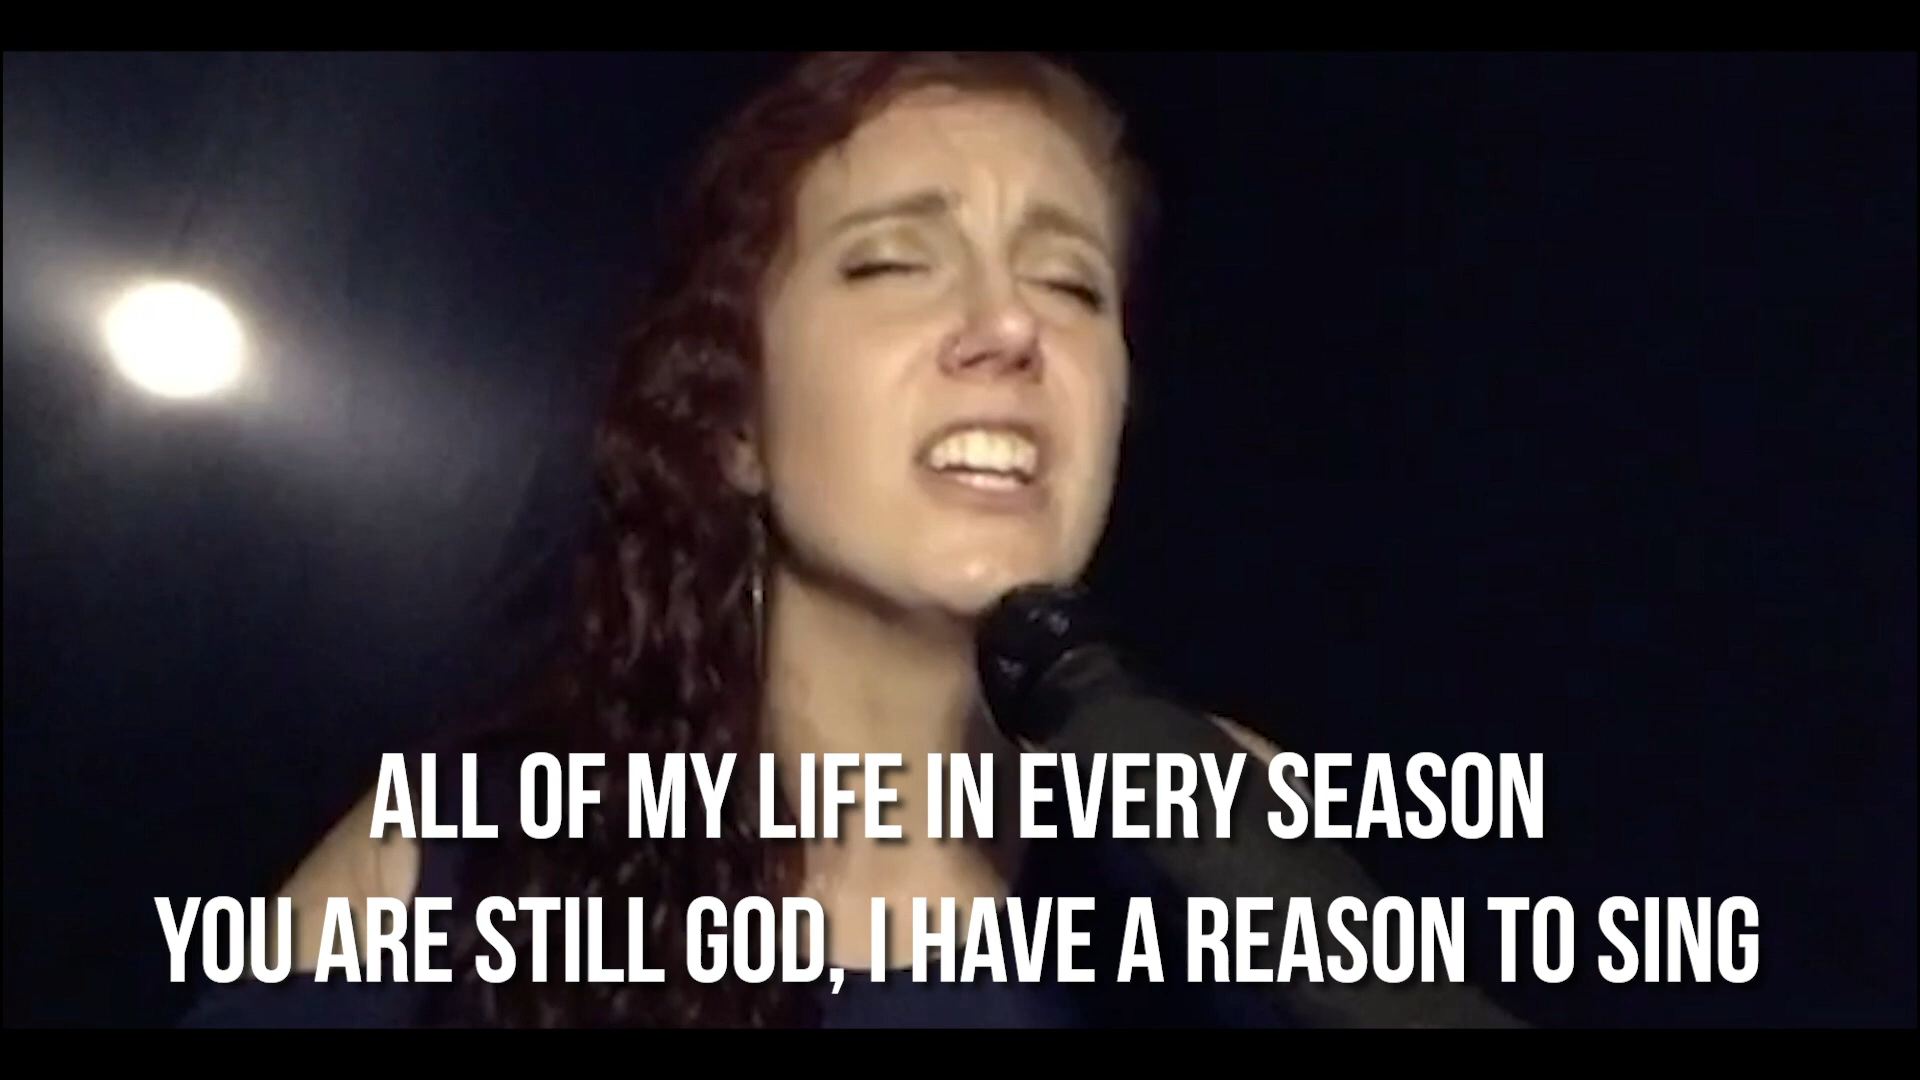 ALL OF MY LIFE IN EVERY SEASON
YOU ARE STILL GOD, I HAVE A REASON TO SING